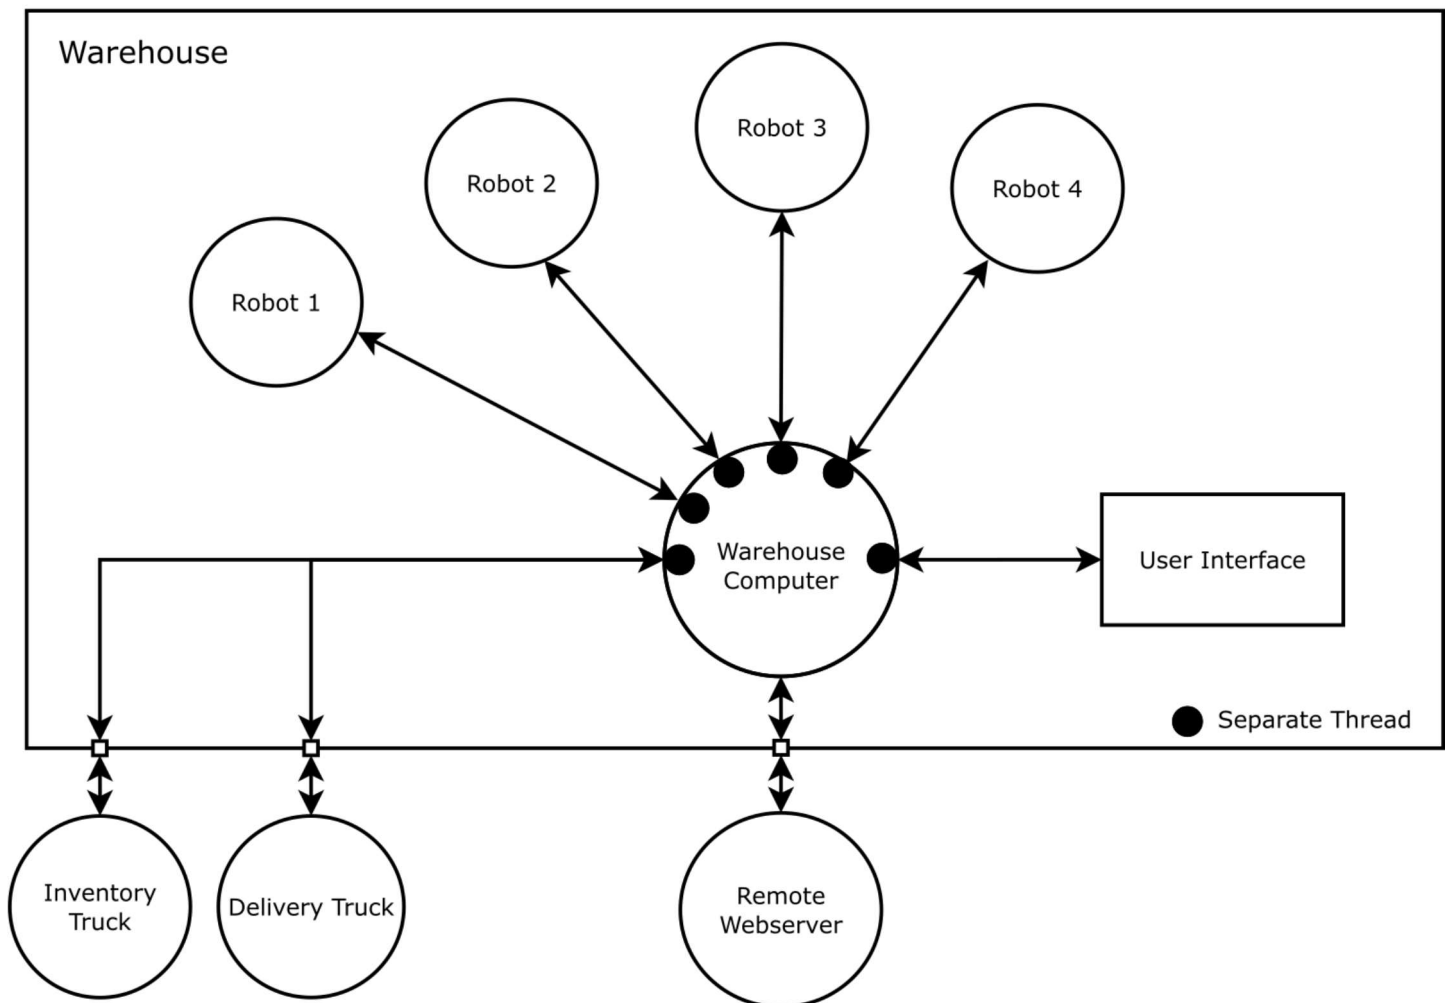 Warehouse
Robot 3
Robot 2
Robot 4
Robot 1
Warehouse
Computer
User Interface
Separate Thread
Inventory
Truck
Delivery Truck
Remote
Webserver